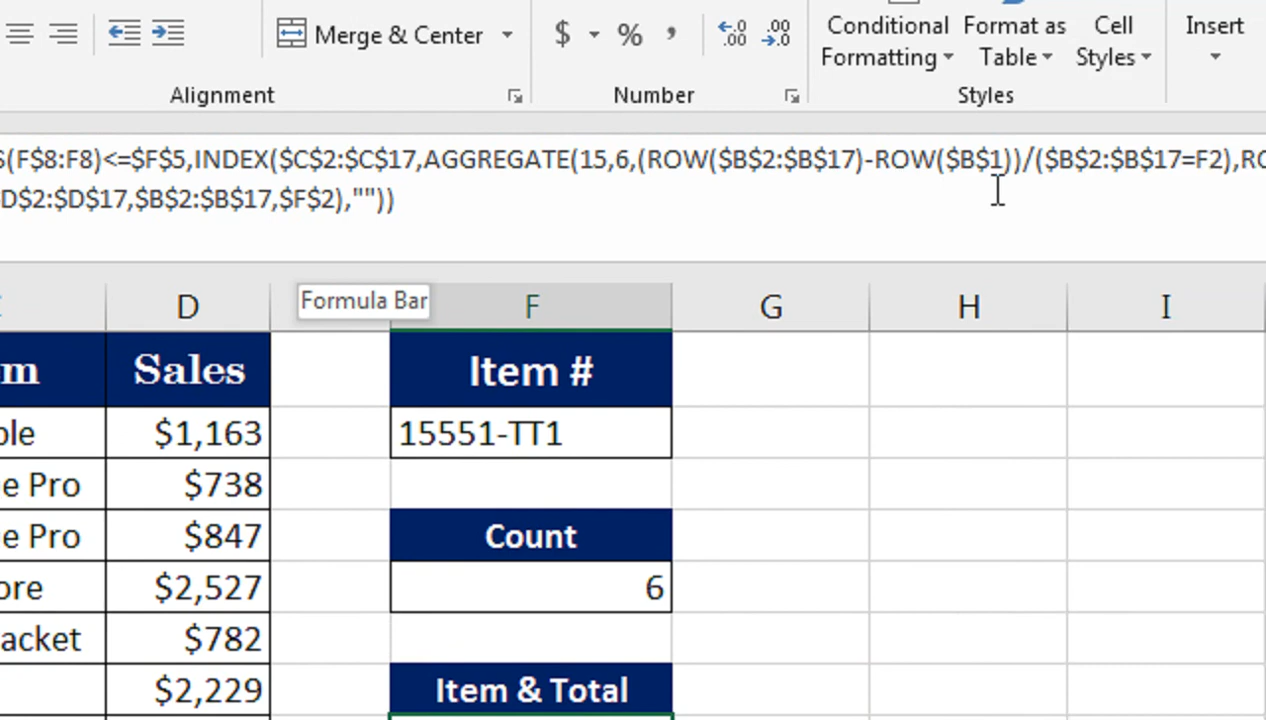 Merge & Center
$ % ,
.00 .0
Conditional Formatting
Format as Table
Cell Styles
Insert
Alignment
Number
Styles
(F$8:F8)<=$F$5,INDEX($C$2:$C$17,AGGREGATE(15,6,(ROW($B$2:$B$17)-ROW($B$1))/($B$2:$B$17=F2),RO
D$2:$D$17,$B$2:$B$17,$F$2),""))
Formula Bar
D F G H I
m Sales Item #
ble $1,163 15551-TT1
e Pro $738
e Pro $847 Count
ore $2,527 6
acket $782
$2,229 Item & Total